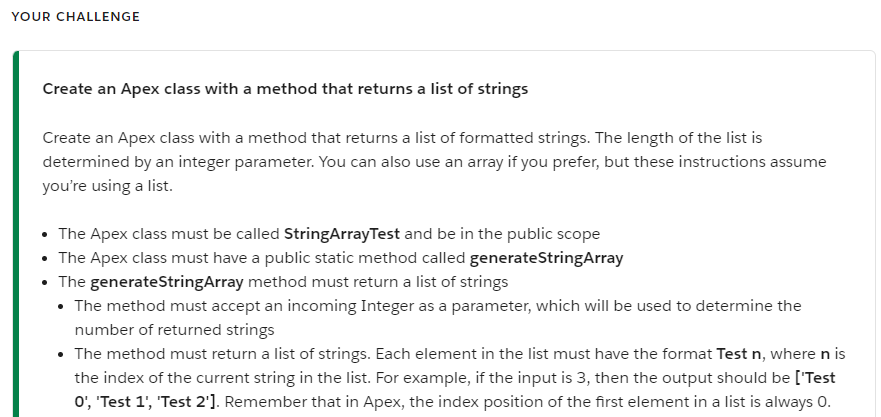 YOUR CHALLENGE
Create an Apex class with a method that returns a list of strings
Create an Apex class with a method that returns a list of formatted strings. The length of the list is
determined by an integer parameter. You can also use an array if you prefer, but these instructions assume
you're using a list.
• The Apex class must be called StringArrayTest and be in the public scope
• The Apex class must have a public static method called generateStringArray
• The generateStringArray method must return a list of strings
• The method must accept an incoming Integer as a parameter, which will be used to determine the
number of returned strings
• The method must return a list of strings. Each element in the list must have the format Test n, where n is
the index of the current string in the list. For example, if the input is 3, then the output should be ['Test
0', 'Test 1', 'Test 2']. Remember that in Apex, the index position of the first element in a list is always 0.